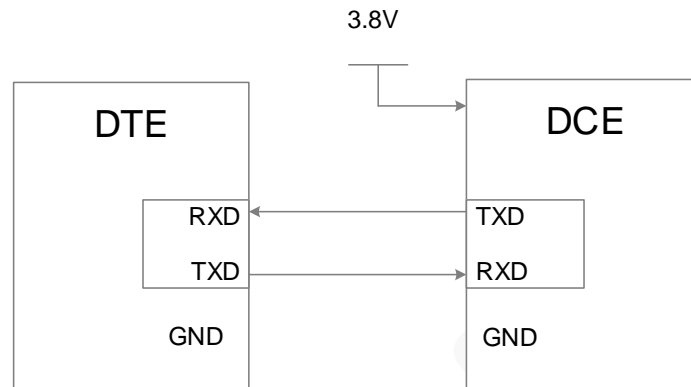 3.8V
DTE
DCE
RXD
TXD
TXD
RXD
GND
GND